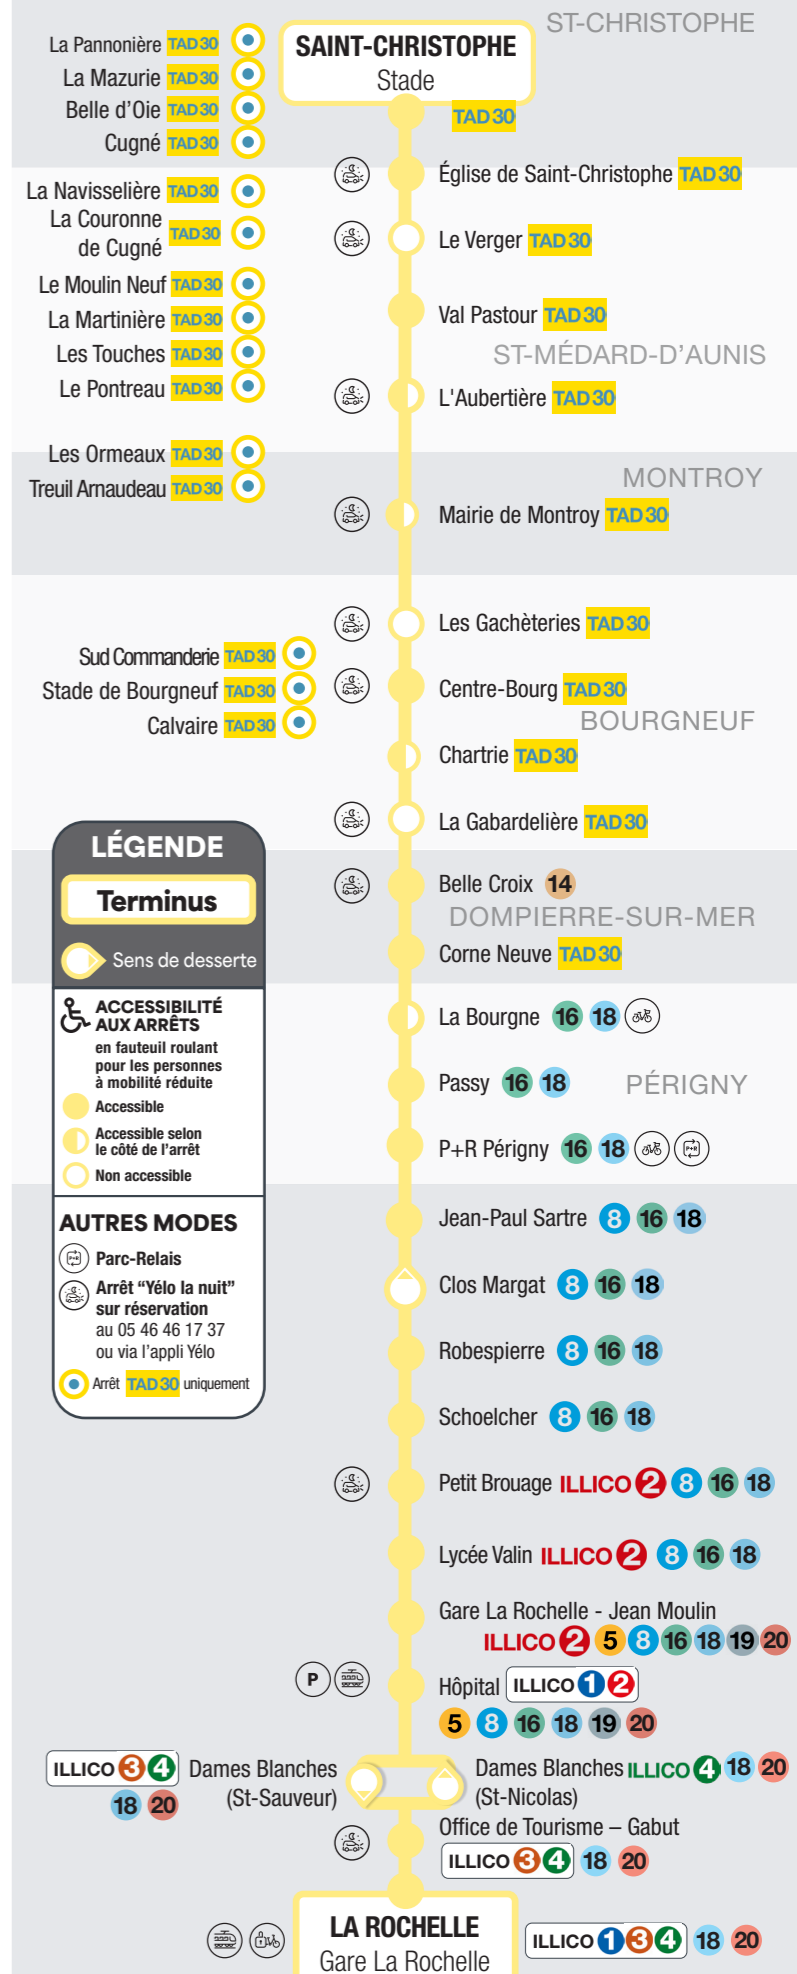 ST-CHRISTOPHE
SAINT-CHRISTOPHE
Stade
TAD 30
La Pannonière TAD 30
La Mazurie TAD 30
Belle d’Oie TAD 30
Cugné TAD 30
Église de Saint-Christophe TAD 30
La Navisselière TAD 30
La Couronne
de Cugné TAD 30
Le Verger TAD 30
Le Moulin Neuf TAD 30
La Martinière TAD 30
Les Touches TAD 30
Le Pontreau TAD 30
Val Pastour TAD 30
ST-MÉDARD-D’AUNIS
L'Aubertière TAD 30
Les Ormeaux TAD 30
Treuil Arnaudeau TAD 30
MONTROY
Mairie de Montroy TAD 30
Les Gachèteries TAD 30
Sud Commanderie TAD 30
Stade de Bourgneuf TAD 30
Calvaire TAD 30
Centre-Bourg TAD 30
BOURGNEUF
Chartrie TAD 30
La Gabardelière TAD 30
Belle Croix 14
DOMPIERRE-SUR-MER
Corne Neuve TAD 30
La Bourgne 16 18
Passy 16 18
PÉRIGNY
P+R Périgny 16 18 P+R
Jean-Paul Sartre 8 16 18
Clos Margat 8 16 18
Robespierre 8 16 18
Schoelcher 8 16 18
Petit Brouage ILLICO 2 8 16 18
Lycée Valin ILLICO 2 8 16 18
Gare La Rochelle - Jean Moulin
ILLICO 2 5 8 16 18 19 20
P
Hôpital ILLICO 1 2
5 8 16 18 19 20
ILLICO 3 4 Dames Blanches
18 20 (St-Sauveur)
Dames Blanches ILLICO 4 18 20
(St-Nicolas)
Office de Tourisme – Gabut
ILLICO 3 4 18 20
LA ROCHELLE
Gare La Rochelle
ILLICO 1 3 4 18 20
LÉGENDE
Terminus
Sens de desserte
ACCESSIBILITÉ
AUX ARRÊTS
en fauteuil roulant
pour les personnes
à mobilité réduite
Accessible
Accessible selon
le côté de l’arrêt
Non accessible
AUTRES MODES
P+R Parc-Relais
Arrêt “Yélo la nuit”
sur réservation
au 05 46 46 17 37
ou via l’appli Yélo
Arrêt TAD 30 uniquement